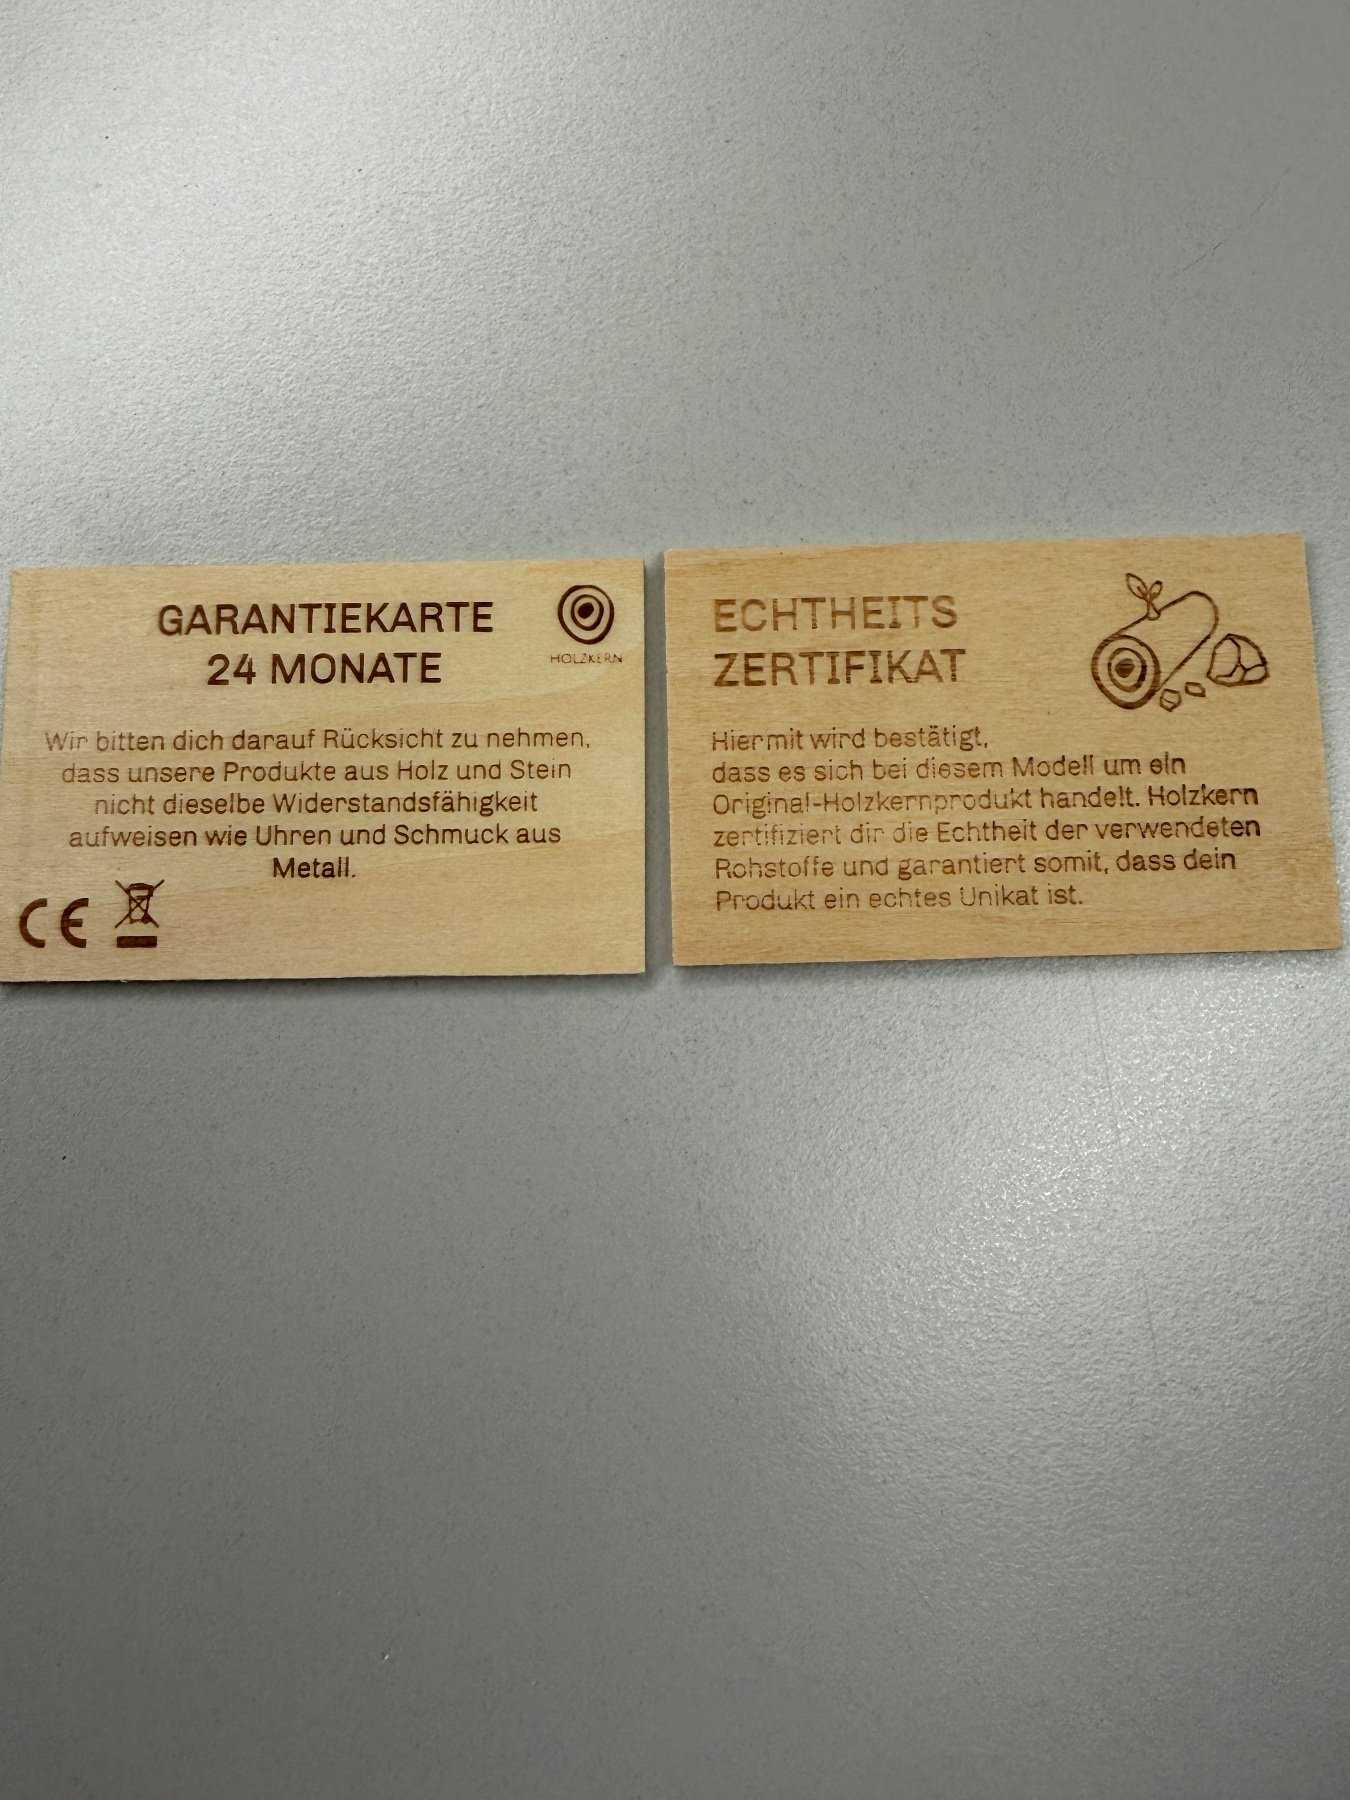 GARANTIEKARTE
24 MONATE
HOLZKERN
Wir bitten dich darauf Rücksicht zu nehmen,
dass unsere Produkte aus Holz und Stein
nicht dieselbe Widerstandsfähigkeit
aufweisen wie Uhren und Schmuck aus
Metall.
CE
ECHTHEITS
ZERTIFIKAT
Hiermit wird bestätigt,
dass es sich bei diesem Modell um ein
Original-Holzkernprodukt handelt. Holzkern
zertifiziert dir die Echtheit der verwendeten
Rohstoffe und garantiert somit, dass dein
Produkt ein echtes Unikat ist.